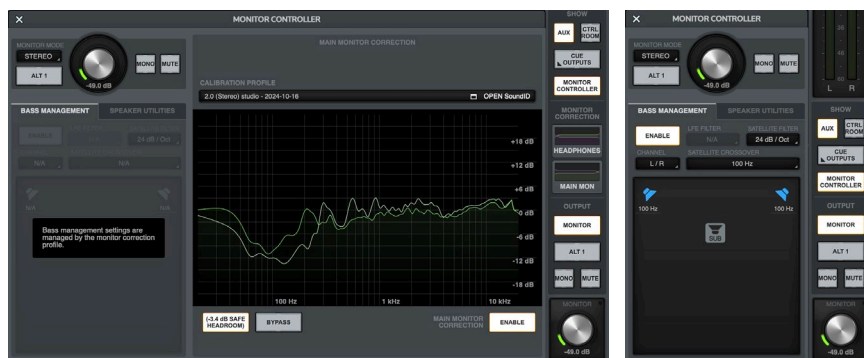 MONITOR CONTROLLER
MONITOR MODE
STEREO
ALT 1
-49.0 dB
MONO
MUTE
BASS MANAGEMENT
SPEAKER UTILITIES
ENABLE
24 dB / Oct
N/A
N/A
N/A
N/A
Bass management settings are
managed by the monitor correction
profile.
MAIN MONITOR CORRECTION
CALIBRATION PROFILE
2.0 (Stereo) studio - 2024-10-16
OPEN SoundID
+18 dB
+12 dB
+6 dB
0 dB
-6 dB
-12 dB
-18 dB
100 Hz
1 kHz
10 kHz
(-3.4 dB SAFE
HEADROOM)
BYPASS
MAIN MONITOR
CORRECTION
ENABLE
SHOW
AUX
CTRL
ROOM
CUE
OUTPUTS
MONITOR
CONTROLLER
MONITOR
CORRECTION
HEADPHONES
MAIN MON
OUTPUT
MONITOR
ALT 1
MONO
MUTE
MONITOR
-49.0 dB
MONITOR CONTROLLER
MONITOR MODE
STEREO
ALT 1
-49.0 dB
MONO
MUTE
BASS MANAGEMENT
SPEAKER UTILITIES
ENABLE
LFE FILTER
N/A
SATELLITE FILTER
24 dB / Oct
CHANNEL
L / R
SATELLITE CROSSOVER
100 Hz
100 Hz
100 Hz
SUB
60
L
R
SHOW
AUX
CTRL
ROOM
CUE
OUTPUTS
MONITOR
CONTROLLER
OUTPUT
MONITOR
ALT 1
MONO
MUTE
MONITOR
-49.0 dB